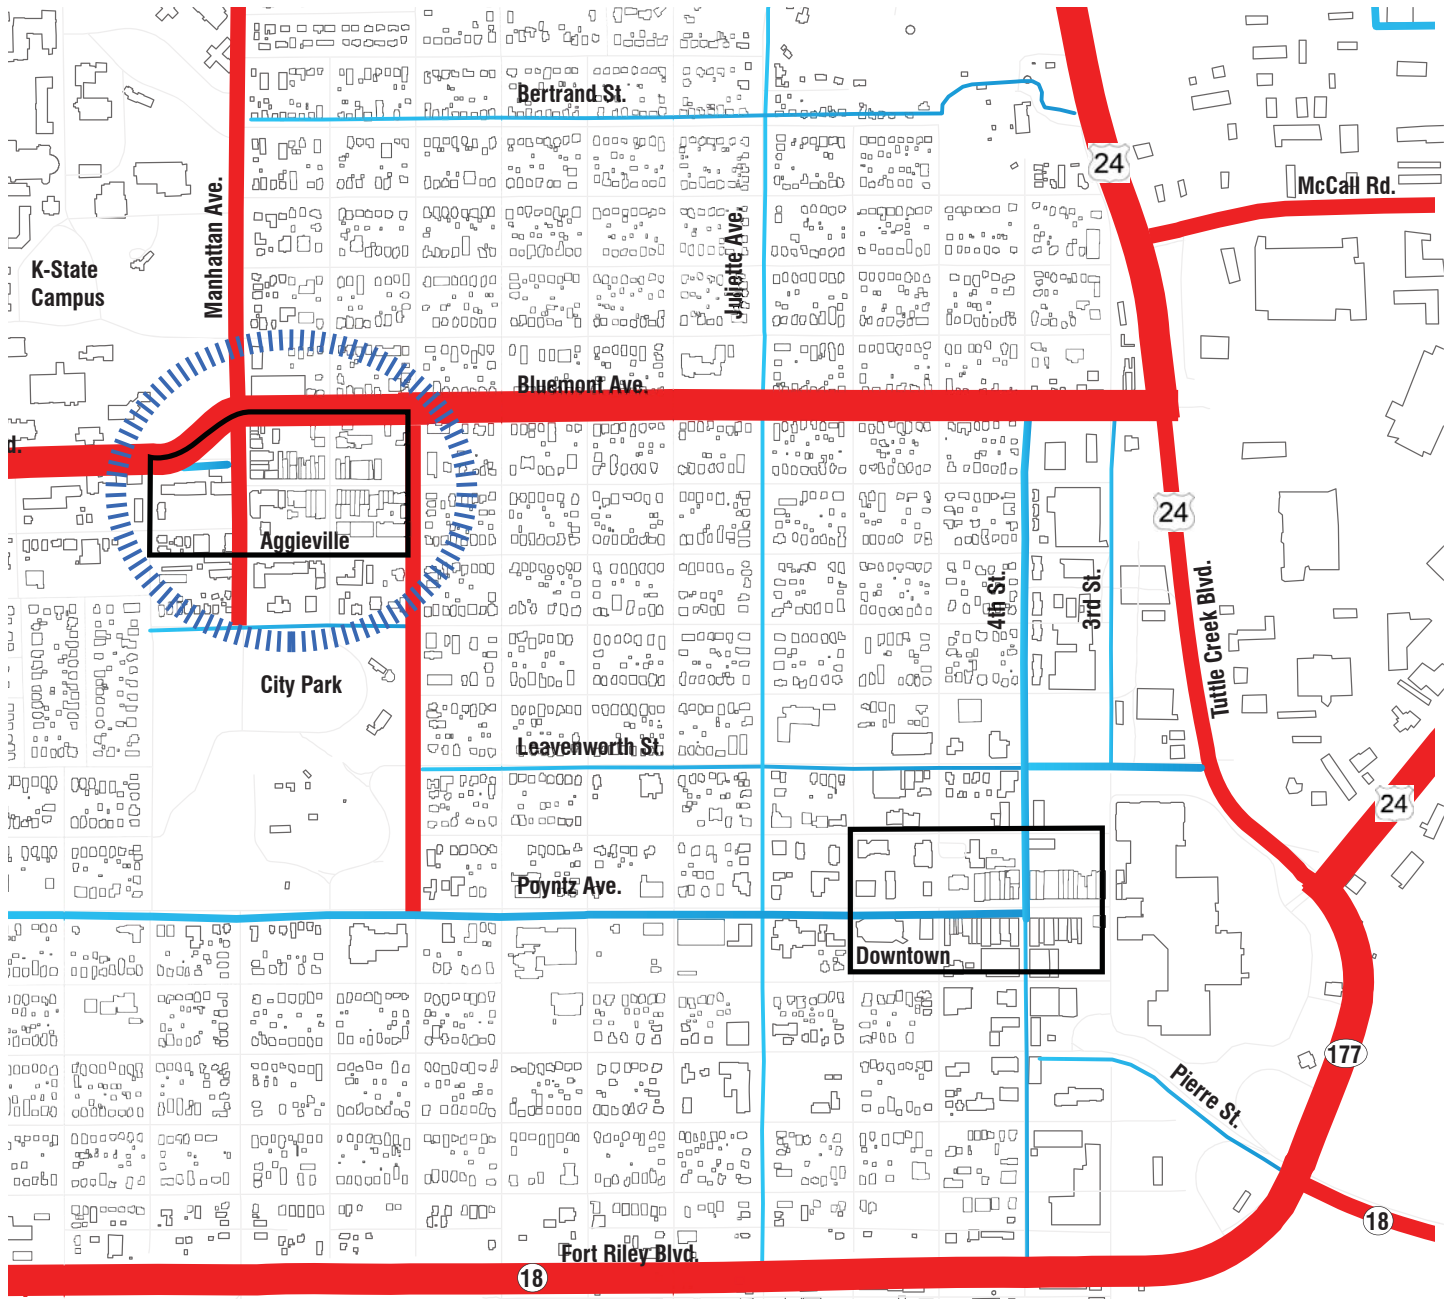 Bertrand St.
24
McCall Rd.
Manhattan Ave.
Juliette Ave.
K-State
Campus
Bluemont Ave.
d.
24
Aggieville
4th St.
3rd St.
Tuttle Creek Blvd.
City Park
Leavenworth St.
24
Poyntz Ave.
Downtown
177
Pierre St.
18
Fort Riley Blvd.
18